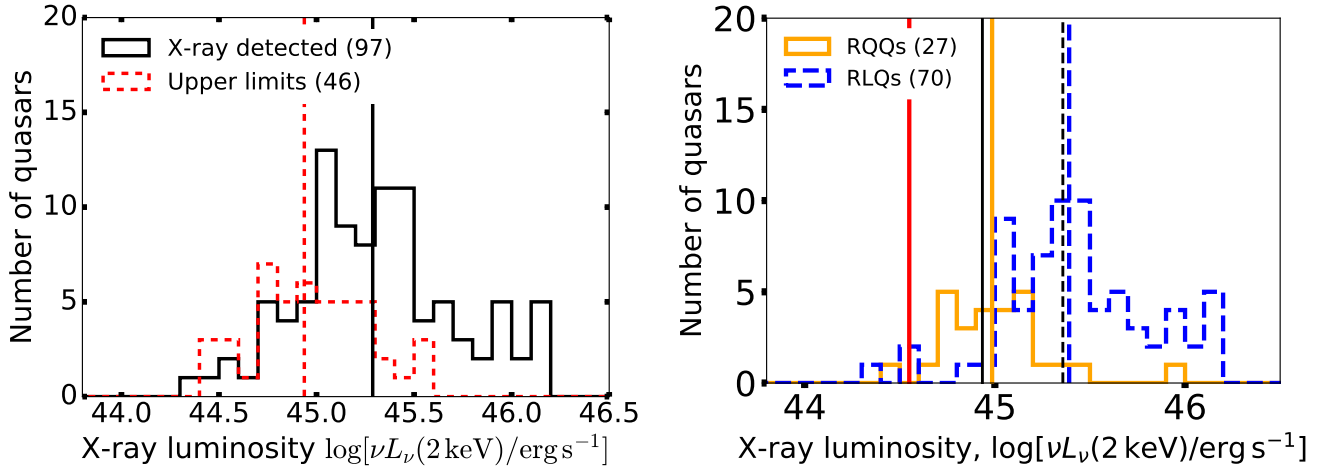 20
15
10
5
0
Number of quasars
X-ray detected (97)
Upper limits (46)
44.0 44.5 45.0 45.5 46.0 46.5
X-ray luminosity log[νLν(2 keV)/erg s⁻¹]
20
15
10
5
0
Number of quasars
RQQs (27)
RLQs (70)
44 45 46
X-ray luminosity, log[νLν(2 keV)/erg s⁻¹]